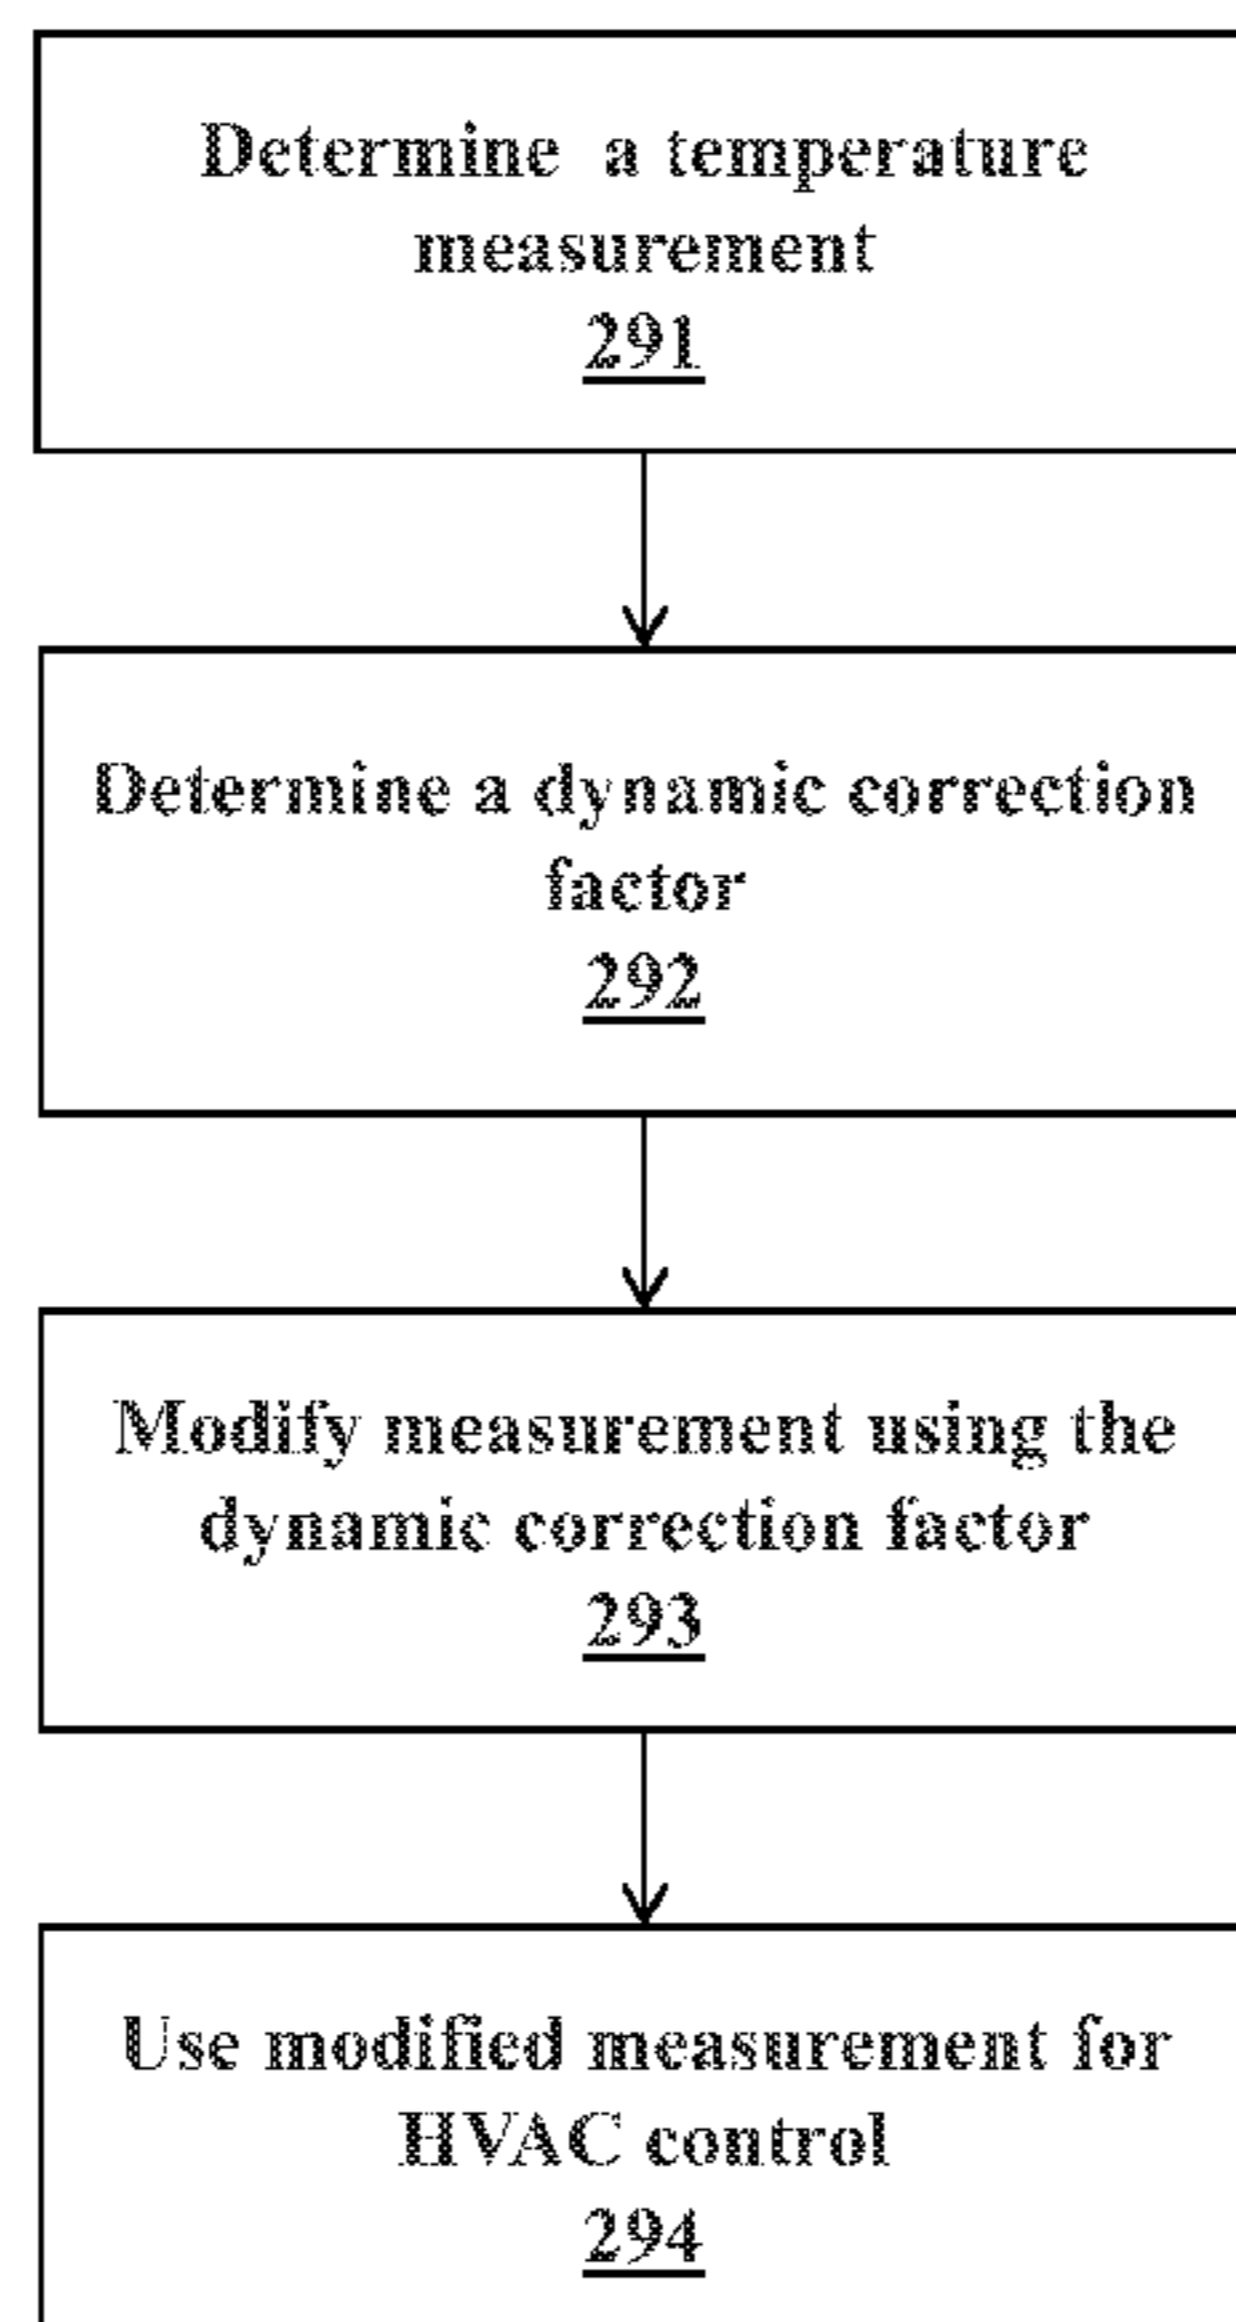 Determine a temperature
measurement
291
Determine a dynamic correction
factor
292
Modify measurement using the
dynamic correction factor
293
Use modified measurement for
HVAC control
294